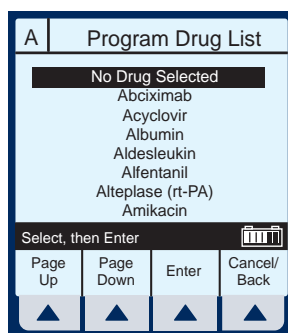 A Program Drug List
No Drug Selected
Abciximab
Acyclovir
Albumin
Aldesleukin
Alfentanil
Alteplase (rt-PA)
Amikacin
Select, then Enter
Page Up
Page Down
Enter
Cancel/ Back